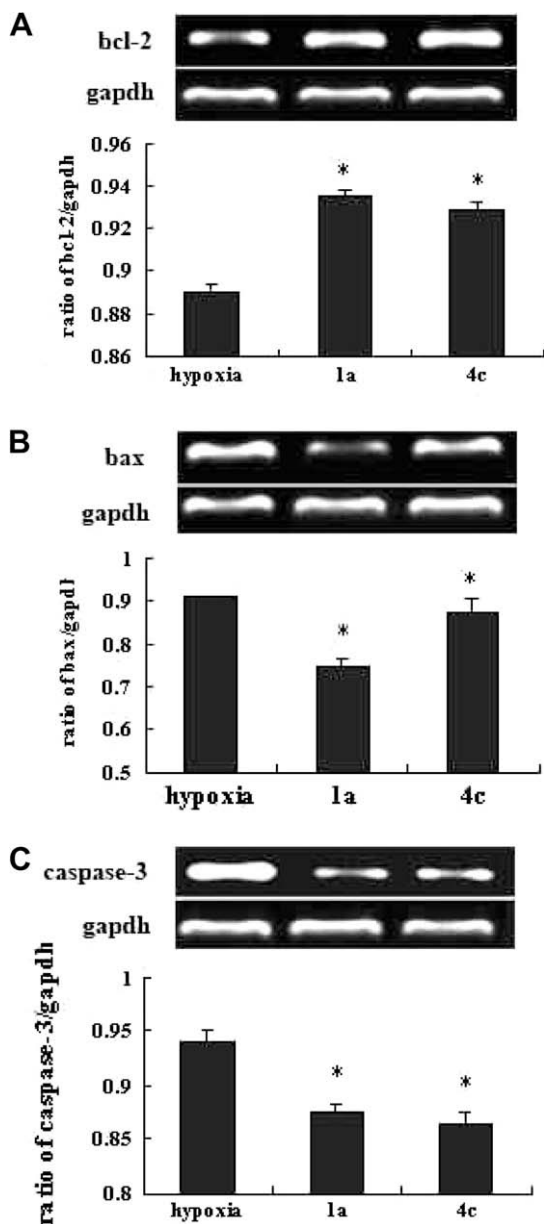 A
bcl-2
gapdh
ratio of bcl-2/gapdh
0.96
0.94
0.92
0.9
0.88
0.86
*
*
hypoxia 1a 4c
B
bax
gapdh
ratio of bax/gapdl
1
0.9
0.8
0.7
0.6
0.5
*
*
hypoxia 1a 4c
C
caspase-3
gapdh
ratio of caspase-3/gapdh
1
0.95
0.9
0.85
0.8
*
*
hypoxia 1a 4c